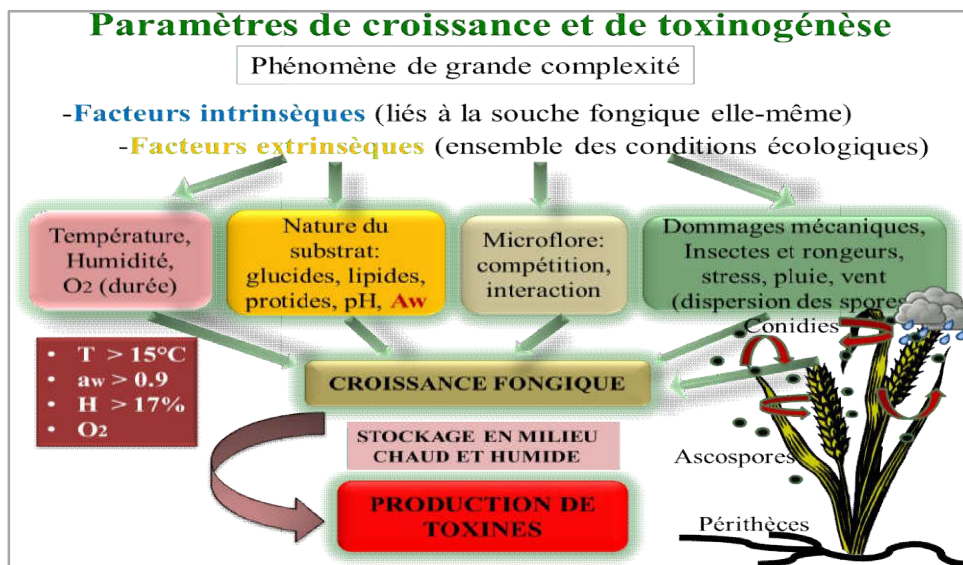 Paramètres de croissance et de toxinogénèse
Phénomène de grande complexité
-Facteurs intrinsèques (liés à la souche fongique elle-même)
-Facteurs extrinsèques (ensemble des conditions écologiques)
Température,
Humidité,
O2 (durée)
Nature du
substrat:
glucides, lipides,
protides, pH, Aw
Microflore:
compétition,
interaction
Dommages mécaniques,
Insectes et rongeurs,
stress, pluie, vent
(dispersion des spores)
Conidies
• T > 15°C
• aw > 0.9
• H > 17%
• O2
CROISSANCE FONGIQUE
STOCKAGE EN MILIEU
CHAUD ET HUMIDE
Ascospores
PRODUCTION DE
TOXINES
Périthèces